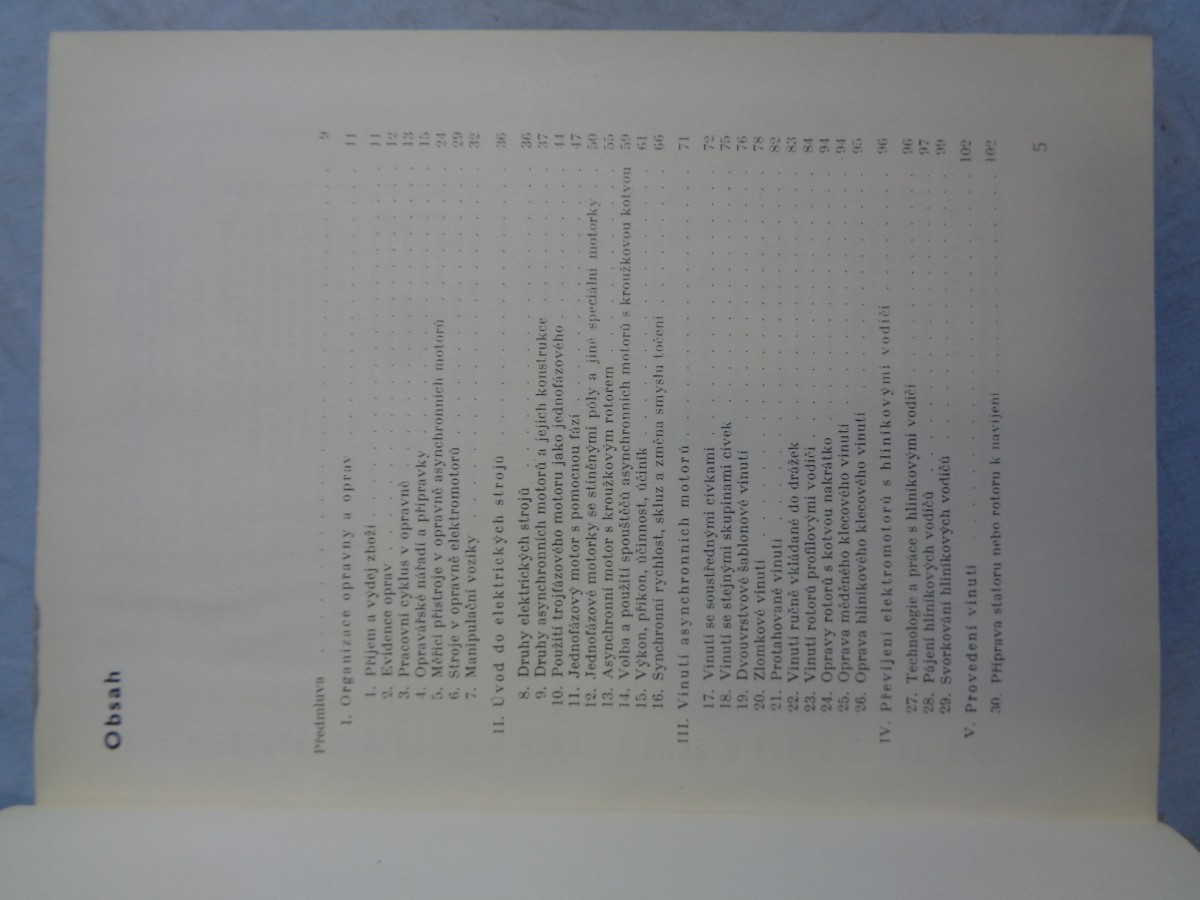 Obsah
Předmluva . . . . . . . . . . . . . . . . . . . . 9
I. Organizace opravny a oprav . . . . . . . . . . . . 11
1. Příjem a výdej zboží . . . . . . . . . . . . . . 11
2. Evidence oprav . . . . . . . . . . . . . . . . 12
3. Pracovní cyklus v opravně . . . . . . . . . . . . 13
4. Opravářské nářadí a přípravky . . . . . . . . . . . 15
5. Měřicí přístroje v opravně asynchronních motorů . . . . . . 24
6. Stroje v opravně elektromotorů . . . . . . . . . . . 29
7. Manipulační vozíky . . . . . . . . . . . . . . . 32
II. Úvod do elektrických strojů . . . . . . . . . . . . 36
8. Druhy elektrických strojů . . . . . . . . . . . . . 36
9. Druhy asynchronních motorů a jejich konstrukce . . . . . . 37
10. Použití trojfázového motoru jako jednofázového . . . . . . 44
11. Jednofázový motor s pomocnou fází . . . . . . . . . . 47
12. Jednofázové motorky se stíněnými póly a jiné speciální motorky . . 50
13. Asynchronní motor s kroužkovým rotorem . . . . . . . . 55
14. Volba a použití spouštěčů asynchronních motorů s kroužkovou kotvou 59
15. Výkon, příkon, účinnost, účiník . . . . . . . . . . . 61
16. Synchronní rychlost, skluz a změna smyslu točení . . . . . . 66
III. Vinutí asynchronních motorů . . . . . . . . . . . . 71
17. Vinutí se soustřednými cívkami . . . . . . . . . . . 72
18. Vinutí se stejnými skupinami cívek . . . . . . . . . . 75
19. Dvouvrstvové šablonové vinutí . . . . . . . . . . . 76
20. Zlomkové vinutí . . . . . . . . . . . . . . . . 78
21. Protahované vinutí . . . . . . . . . . . . . . . 82
22. Vinutí ručně vkládané do drážek . . . . . . . . . . . 83
23. Vinutí rotorů profilovými vodiči . . . . . . . . . . . 84
24. Opravy rotorů s kotvou nakrátko . . . . . . . . . . . 94
25. Oprava měděného klecového vinutí . . . . . . . . . . 94
26. Oprava hliníkového klecového vinutí . . . . . . . . . . 95
IV. Převíjení elektromotorů s hliníkovými vodiči . . . . . . . 96
27. Technologie a práce s hliníkovými vodiči . . . . . . . . 96
28. Pájení hliníkových vodičů . . . . . . . . . . . . . 97
29. Svorkování hliníkových vodičů . . . . . . . . . . . . 99
V. Provedení vinutí . . . . . . . . . . . . . . . . 102
30. Příprava statoru nebo rotoru k navíjení . . . . . . . . . 102
5